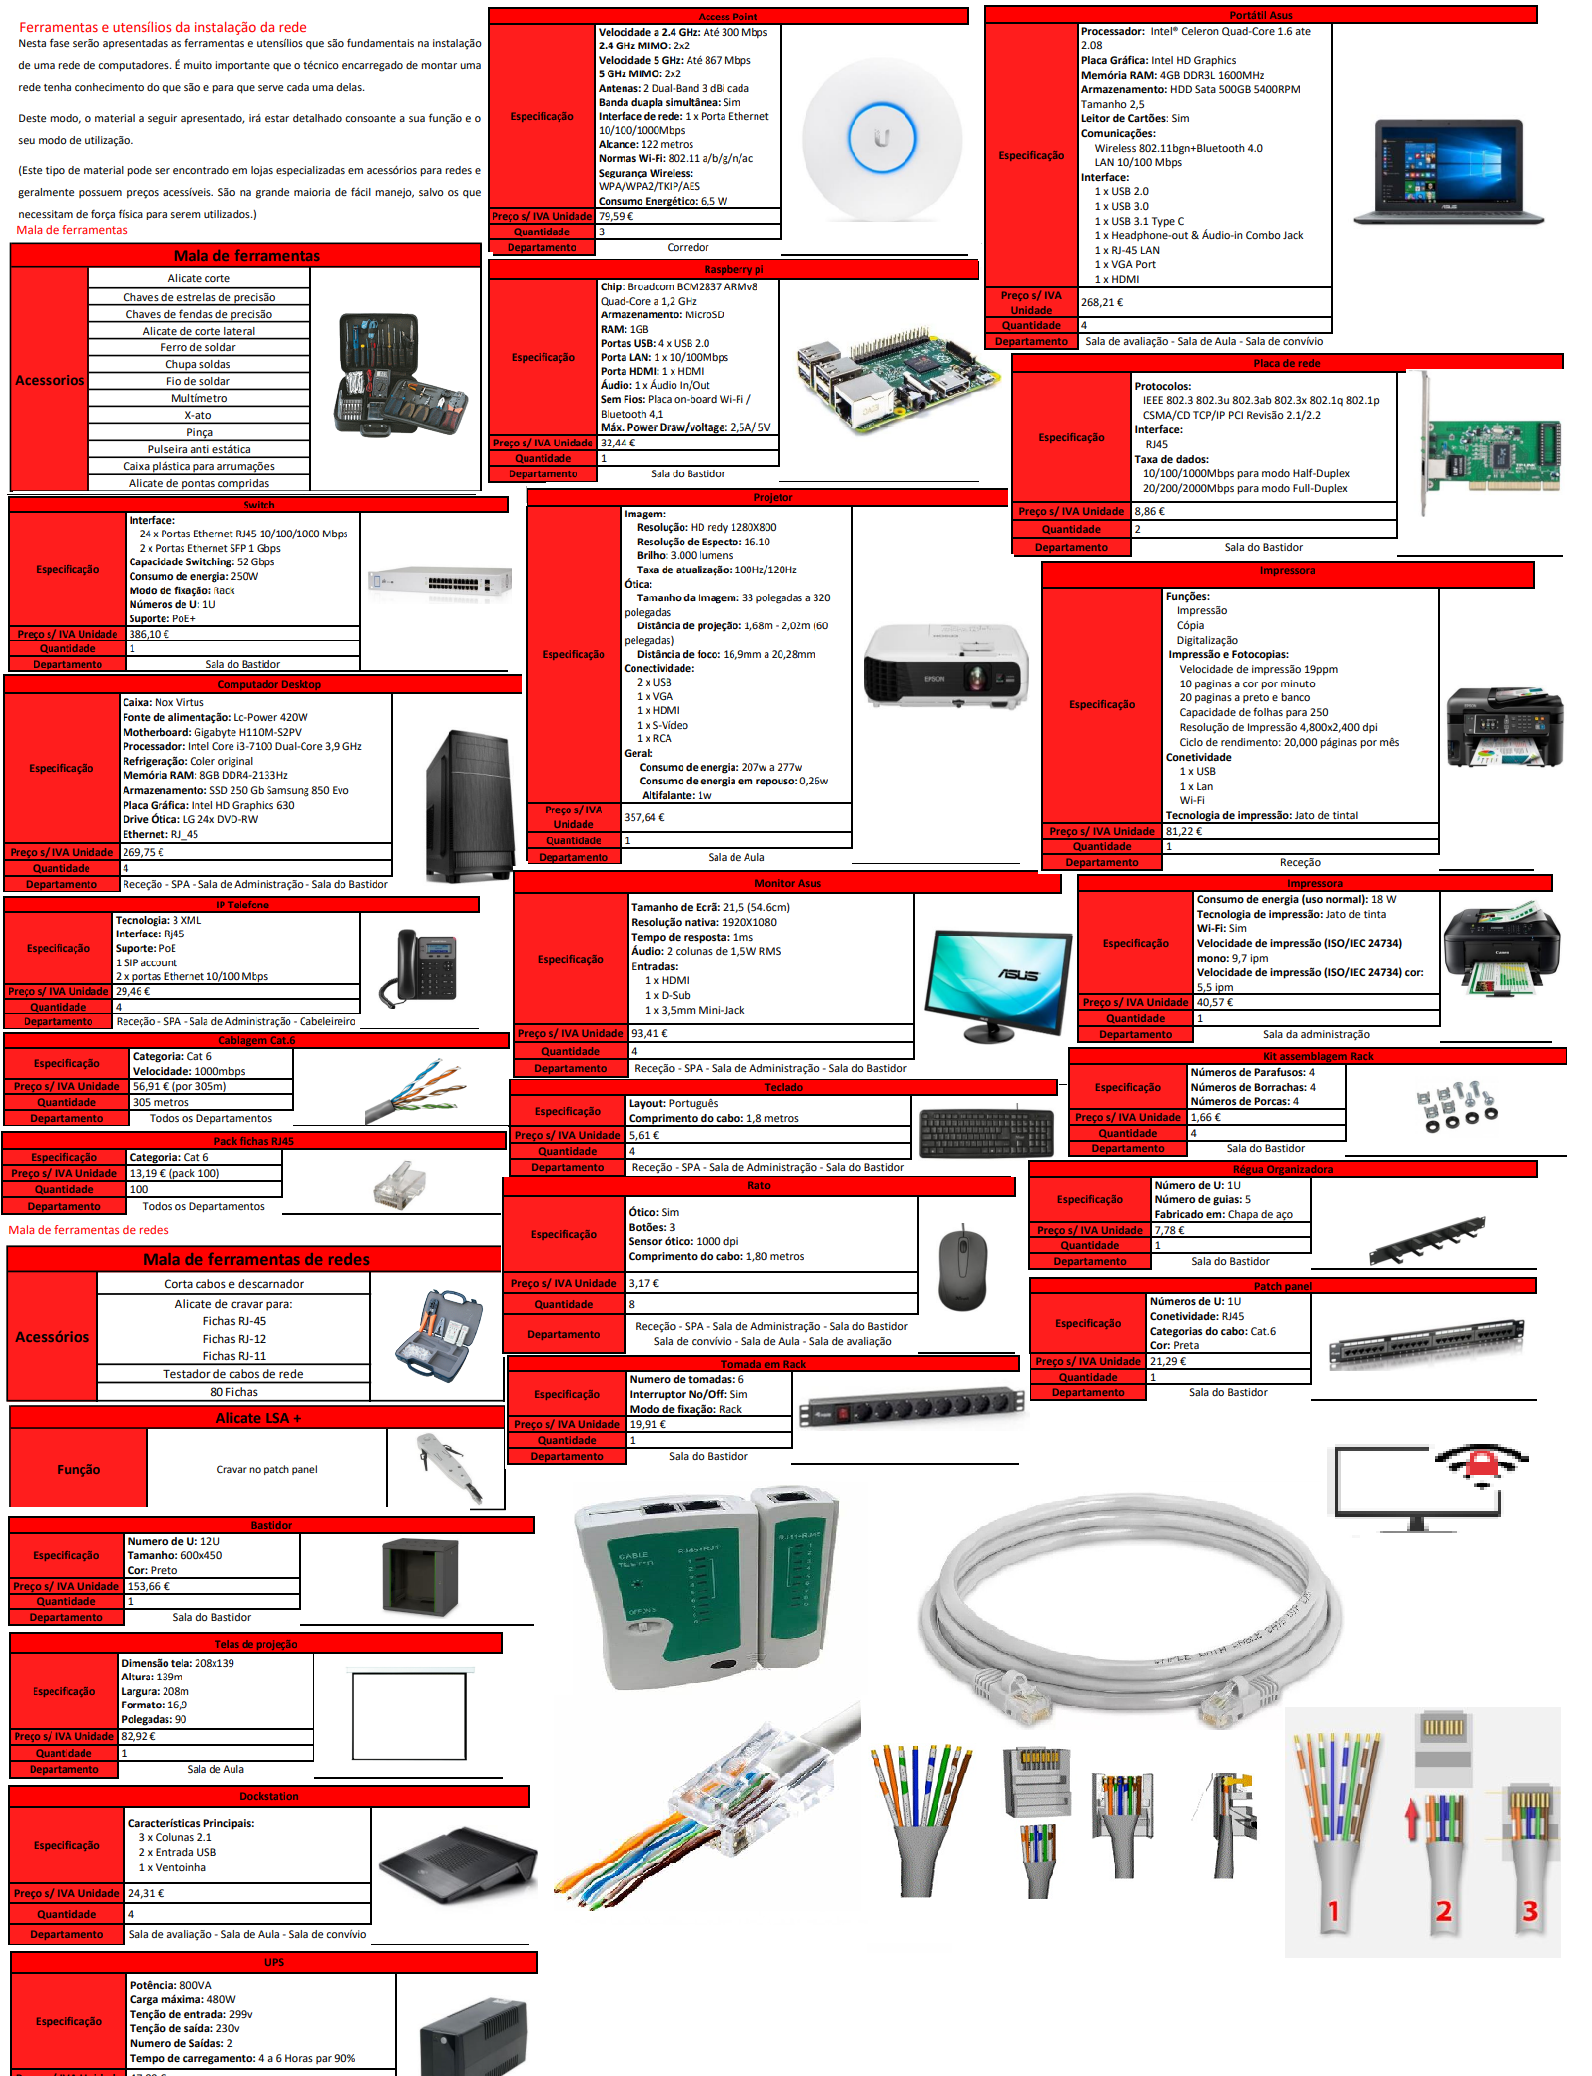 Ferramentas e utensílios da instalação da rede
Nesta fase serão apresentadas as ferramentas e utensílios que são fundamentais na instalação
de uma rede de computadores. É muito importante que o técnico encarregado de montar uma
rede tenha conhecimento do que são e para que serve cada uma delas.
Deste modo, o material a seguir apresentado, irá estar detalhado consoante a sua função e o
seu modo de utilização.
(Este tipo de material pode ser encontrado em lojas especializadas em acessórios para redes e
geralmente possuem preços acessíveis. São na grande maioria de fácil manejo, salvo os que
necessitam de força física para serem utilizados.)
Mala de ferramentas
Mala de ferramentas
Acessorios
Alicate corte
Chaves de estrelas de precisão
Chaves de fendas de precisão
Alicate de corte lateral
Ferro de soldar
Chupa soldas
Fio de soldar
Multímetro
X-ato
Pinça
Pulseira anti estática
Caixa plástica para arrumações
Alicate de pontas compridas
Switch
Especificação
Interface:
24 x Portas Ethernet RJ45 10/100/1000 Mbps
2 x Portas Ethernet SFP 1 Gbps
Capacidade Switching: 52 Gbps
Consumo de energia: 250W
Modo de fixação: Rack
Números de U: 1U
Suporte: PoE+
Preço s/ IVA Unidade 386,10 €
Quantidade 1
Departamento Sala do Bastidor
Computador Desktop
Especificação
Caixa: Nox Virtus
Fonte de alimentação: Lc-Power 420W
Motherboard: Gigabyte H110M-S2PV
Processador: Intel Core i3-7100 Dual-Core 3,9 GHz
Refrigeração: Coler original
Memória RAM: 8GB DDR4-2133Hz
Armazenamento: SSD 250 Gb Samsung 850 Evo
Placa Gráfica: Intel HD Graphics 630
Drive Ótica: LG 24x DVD-RW
Ethernet: RJ_45
Preço s/ IVA Unidade 269,75 €
Quantidade 4
Departamento Receção - SPA - Sala de Administração - Sala do Bastidor
IP Telefone
Especificação
Tecnologia: 3 XML
Interface: Rj45
Suporte: PoE
1 SIP account
2 x portas Ethernet 10/100 Mbps
Preço s/ IVA Unidade 29,46 €
Quantidade 4
Departamento Receção - SPA - Sala de Administração - Cabeleireiro
Cablagem Cat.6
Especificação
Categoria: Cat 6
Velocidade: 1000mbps
Preço s/ IVA Unidade 56,91 € (por 305m)
Quantidade 305 metros
Departamento Todos os Departamentos
Pack fichas RJ45
Especificação Categoria: Cat 6
Preço s/ IVA Unidade 13,19 € (pack 100)
Quantidade 100
Departamento Todos os Departamentos
Mala de ferramentas de redes
Mala de ferramentas de redes
Acessórios
Corta cabos e descarnador
Alicate de cravar para:
Fichas RJ-45
Fichas RJ-12
Fichas RJ-11
Testador de cabos de rede
80 Fichas
Alicate LSA +
Função Cravar no patch panel
Bastidor
Especificação
Numero de U: 12U
Tamanho: 600x450
Cor: Preto
Preço s/ IVA Unidade 153,66 €
Quantidade 1
Departamento Sala do Bastidor
Telas de projeção
Especificação
Dimensão tela: 208x139
Altura: 139m
Largura: 208m
Formato: 16,9
Polegadas: 90
Preço s/ IVA Unidade 82,92 €
Quantidade 1
Departamento Sala de Aula
Dockstation
Especificação
Características Principais:
3 x Colunas 2.1
2 x Entrada USB
1 x Ventoinha
Preço s/ IVA Unidade 24,31 €
Quantidade 4
Departamento Sala de avaliação - Sala de Aula - Sala de convívio
UPS
Especificação
Potência: 800VA
Carga máxima: 480W
Tenção de entrada: 299v
Tenção de saída: 230v
Numero de Saídas: 2
Tempo de carregamento: 4 a 6 Horas par 90%
Access Point
Especificação
Velocidade a 2.4 GHz: Até 300 Mbps
2.4 GHz MIMO: 2x2
Velocidade 5 GHz: Até 867 Mbps
5 GHz MIMO: 2x2
Antenas: 2 Dual-Band 3 dBi cada
Banda duapla simultânea: Sim
Interface de rede: 1 x Porta Ethernet
10/100/1000Mbps
Alcance: 122 metros
Normas Wi-Fi: 802.11 a/b/g/n/ac
Segurança Wireless:
WPA/WPA2/TKIP/AES
Consumo Energético: 6,5 W
Preço s/ IVA Unidade 79,59 €
Quantidade 3
Departamento Corredor
Raspberry pi
Especificação
Chip: Broadcom BCM2837 ARMv8
Quad-Core a 1,2 GHz
Armazenamento: MicroSD
RAM: 1GB
Portas USB: 4 x USB 2.0
Porta LAN: 1 x 10/100Mbps
Porta HDMI: 1 x HDMI
Áudio: 1 x Áudio In/Out
Sem Fios: Placa on-board Wi-Fi /
Bluetooth 4,1
Máx. Power Draw/voltage: 2,5A/ 5V
Preço s/ IVA Unidade 32,44 €
Quantidade 1
Departamento Sala do Bastidor
Projetor
Especificação
Imagem:
Resolução: HD redy 1280X800
Resolução de Especto: 16.10
Brilho: 3.000 lumens
Taxa de atualização: 100Hz/120Hz
Ótica:
Tamanho da Imagem: 33 polegadas a 320
polegadas
Distância de projeção: 1,68m - 2,02m (60
pelegadas)
Distância de foco: 16,9mm a 20,28mm
Conectividade:
2 x USB
1 x VGA
1 x HDMI
1 x S-Vídeo
1 x RCA
Geral:
Consumo de energia: 207w a 277w
Consumo de energia em repouso: 0,26w
Altifalante: 1w
Preço s/ IVA
Unidade 357,64 €
Quantidade 1
Departamento Sala de Aula
EPSON
Monitor Asus
Especificação
Tamanho de Ecrã: 21,5 (54.6cm)
Resolução nativa: 1920X1080
Tempo de resposta: 1ms
Áudio: 2 colunas de 1,5W RMS
Entradas:
1 x HDMI
1 x D-Sub
1 x 3,5mm Mini-Jack
Preço s/ IVA Unidade 93,41 €
Quantidade 4
Departamento Receção - SPA - Sala de Administração - Sala do Bastidor
ASUS
Teclado
Especificação
Layout: Português
Comprimento do cabo: 1,8 metros
Preço s/ IVA Unidade 5,61 €
Quantidade 4
Departamento Receção - SPA - Sala de Administração - Sala do Bastidor
Rato
Especificação
Ótico: Sim
Botões: 3
Sensor ótico: 1000 dpi
Comprimento do cabo: 1,80 metros
Preço s/ IVA Unidade 3,17 €
Quantidade 8
Departamento
Receção - SPA - Sala de Administração - Sala do Bastidor
Sala de convívio - Sala de Aula - Sala de avaliação
Tomada em Rack
Especificação
Numero de tomadas: 6
Interruptor No/Off: Sim
Modo de fixação: Rack
Preço s/ IVA Unidade 19,91 €
Quantidade 1
Departamento Sala do Bastidor
CABLE
TESTER
Portátil Asus
Especificação
Processador: Intel® Celeron Quad-Core 1.6 ate
2.08
Placa Gráfica: Intel HD Graphics
Memória RAM: 4GB DDR3L 1600MHz
Armazenamento: HDD Sata 500GB 5400RPM
Tamanho 2,5
Leitor de Cartões: Sim
Comunicações:
Wireless 802.11bgn+Bluetooth 4.0
LAN 10/100 Mbps
Interface:
1 x USB 2.0
1 x USB 3.0
1 x USB 3.1 Type C
1 x Headphone-out & Áudio-in Combo Jack
1 x RJ-45 LAN
1 x VGA Port
1 x HDMI
Preço s/ IVA
Unidade 268,21 €
Quantidade 4
Departamento Sala de avaliação - Sala de Aula - Sala de convívio
Placa de rede
Especificação
Protocolos:
IEEE 802.3 802.3u 802.3ab 802.3x 802.1q 802.1p
CSMA/CD TCP/IP PCI Revisão 2.1/2.2
Interface:
RJ45
Taxa de dados:
10/100/1000Mbps para modo Half-Duplex
20/200/2000Mbps para modo Full-Duplex
Preço s/ IVA Unidade 8,86 €
Quantidade 2
Departamento Sala do Bastidor
Impressora
Especificação
Funções:
Impressão
Cópia
Digitalização
Impressão e Fotocopias:
Velocidade de impressão 19ppm
10 paginas a cor por minuto
20 paginas a preto e banco
Capacidade de folhas para 250
Resolução de Impressão 4,800x2,400 dpi
Ciclo de rendimento: 20,000 páginas por mês
Conetividade
1 x USB
1 x Lan
Wi-Fi
Tecnologia de impressão: Jato de tintal
Preço s/ IVA Unidade 81,22 €
Quantidade 1
Departamento Receção
Impressora
Especificação
Consumo de energia (uso normal): 18 W
Tecnologia de impressão: Jato de tinta
Wi-Fi: Sim
Velocidade de impressão (ISO/IEC 24734)
mono: 9,7 ipm
Velocidade de impressão (ISO/IEC 24734) cor:
5,5 ipm
Preço s/ IVA Unidade 40,57 €
Quantidade 1
Departamento Sala da administração
Kit assemblagem Rack
Especificação
Números de Parafusos: 4
Números de Borrachas: 4
Números de Porcas: 4
Preço s/ IVA Unidade 1,66 €
Quantidade 4
Departamento Sala do Bastidor
Régua Organizadora
Especificação
Número de U: 1U
Número de guias: 5
Fabricado em: Chapa de aço
Preço s/ IVA Unidade 7,78 €
Quantidade 1
Departamento Sala do Bastidor
Patch panel
Especificação
Números de U: 1U
Conetividade: RJ45
Categorias do cabo: Cat.6
Cor: Preta
Preço s/ IVA Unidade 21,29 €
Quantidade 1
Departamento Sala do Bastidor
1
2
3